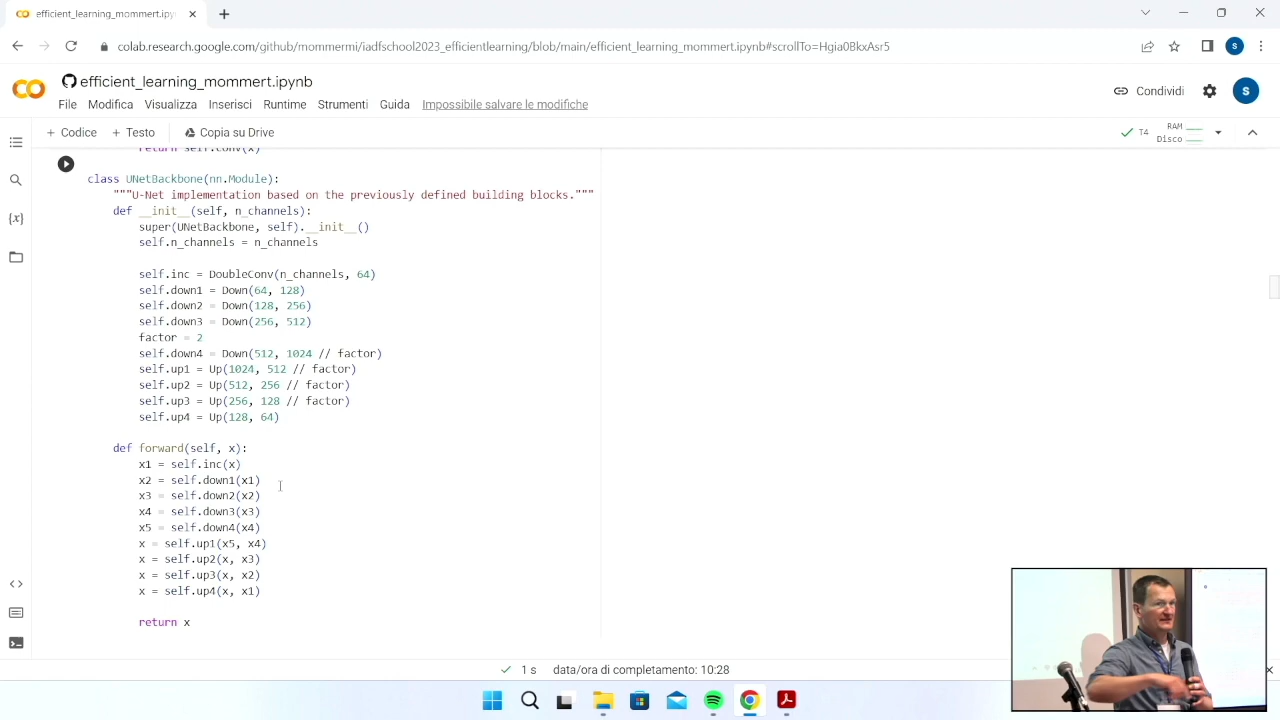 efficient_learning_mommert.ipyn
colab.research.google.com/github/mommermi/iadfschool2023_efficientlearning/blob/main/efficient_learning_mommert.ipynb#scrollTo=Hgia0BkxAsr5
S
efficient_learning_mommert.ipynb
File Modifica Visualizza Inserisci Runtime Strumenti Guida Impossibile salvare le modifiche
Condividi
S
+ Codice + Testo Copia su Drive
T4 RAM
Disco
return self.conv(x)
class UNetBackbone(nn.Module):
"""U-Net implementation based on the previously defined building blocks."""
def __init__(self, n_channels):
super(UNetBackbone, self).__init__()
self.n_channels = n_channels
self.inc = DoubleConv(n_channels, 64)
self.down1 = Down(64, 128)
self.down2 = Down(128, 256)
self.down3 = Down(256, 512)
factor = 2
self.down4 = Down(512, 1024 // factor)
self.up1 = Up(1024, 512 // factor)
self.up2 = Up(512, 256 // factor)
self.up3 = Up(256, 128 // factor)
self.up4 = Up(128, 64)
def forward(self, x):
x1 = self.inc(x)
x2 = self.down1(x1)
x3 = self.down2(x2)
x4 = self.down3(x3)
x5 = self.down4(x4)
x = self.up1(x5, x4)
x = self.up2(x, x3)
x = self.up3(x, x2)
x = self.up4(x, x1)
return x
1 s data/ora di completamento: 10:28